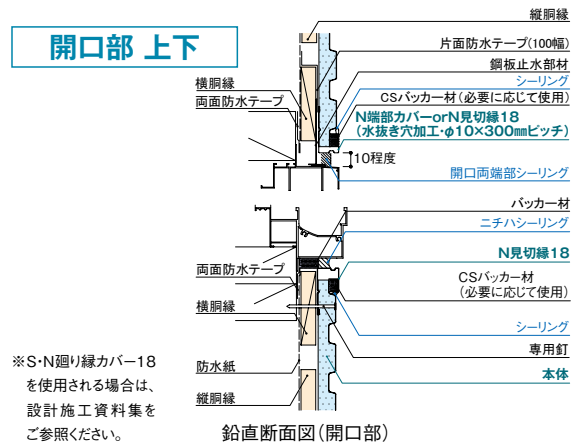 開口部 上下
縦胴縁
片面防水テープ(100幅)
鋼板止水部材
シーリング
CSバッカー材(必要に応じて使用)
N端部カバーorN見切縁18
(水抜き穴加工・φ10×300㎜ピッチ)
横胴縁
両面防水テープ
10程度
開口両端部シーリング
バッカー材
ニチハシーリング
N見切縁18
CSバッカー材
(必要に応じて使用)
シーリング
専用釘
本体
両面防水テープ
横胴縁
防水紙
縦胴縁
※S・N廻り縁カバー18
を使用される場合は、
設計施工資料集を
ご参照ください。
鉛直断面図(開口部)